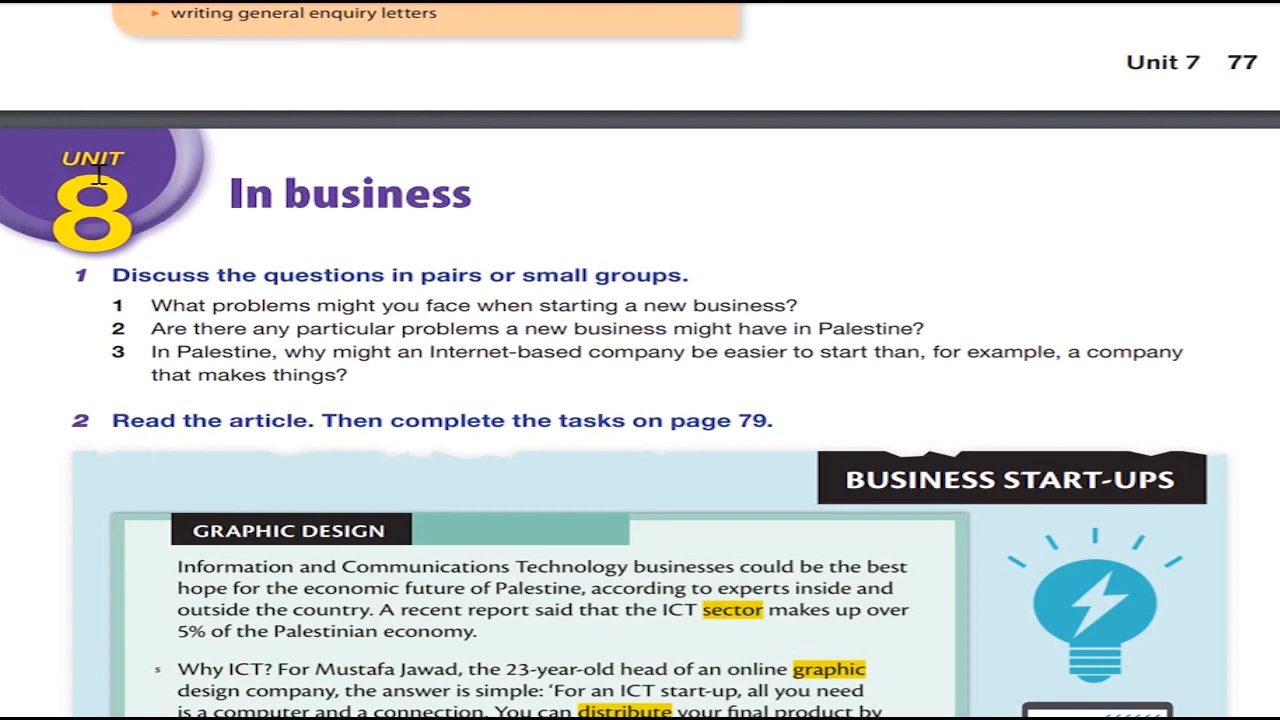 ▸ writing general enquiry letters
Unit 7 77
UNIT
8
In business
1 Discuss the questions in pairs or small groups.
1 What problems might you face when starting a new business?
2 Are there any particular problems a new business might have in Palestine?
3 In Palestine, why might an Internet-based company be easier to start than, for example, a company
that makes things?
2 Read the article. Then complete the tasks on page 79.
BUSINESS START-UPS
GRAPHIC DESIGN
Information and Communications Technology businesses could be the best
hope for the economic future of Palestine, according to experts inside and
outside the country. A recent report said that the ICT sector makes up over
5% of the Palestinian economy.
5 Why ICT? For Mustafa Jawad, the 23-year-old head of an online graphic
design company, the answer is simple: ‘For an ICT start-up, all you need
is a computer and a connection. You can distribute your final product by